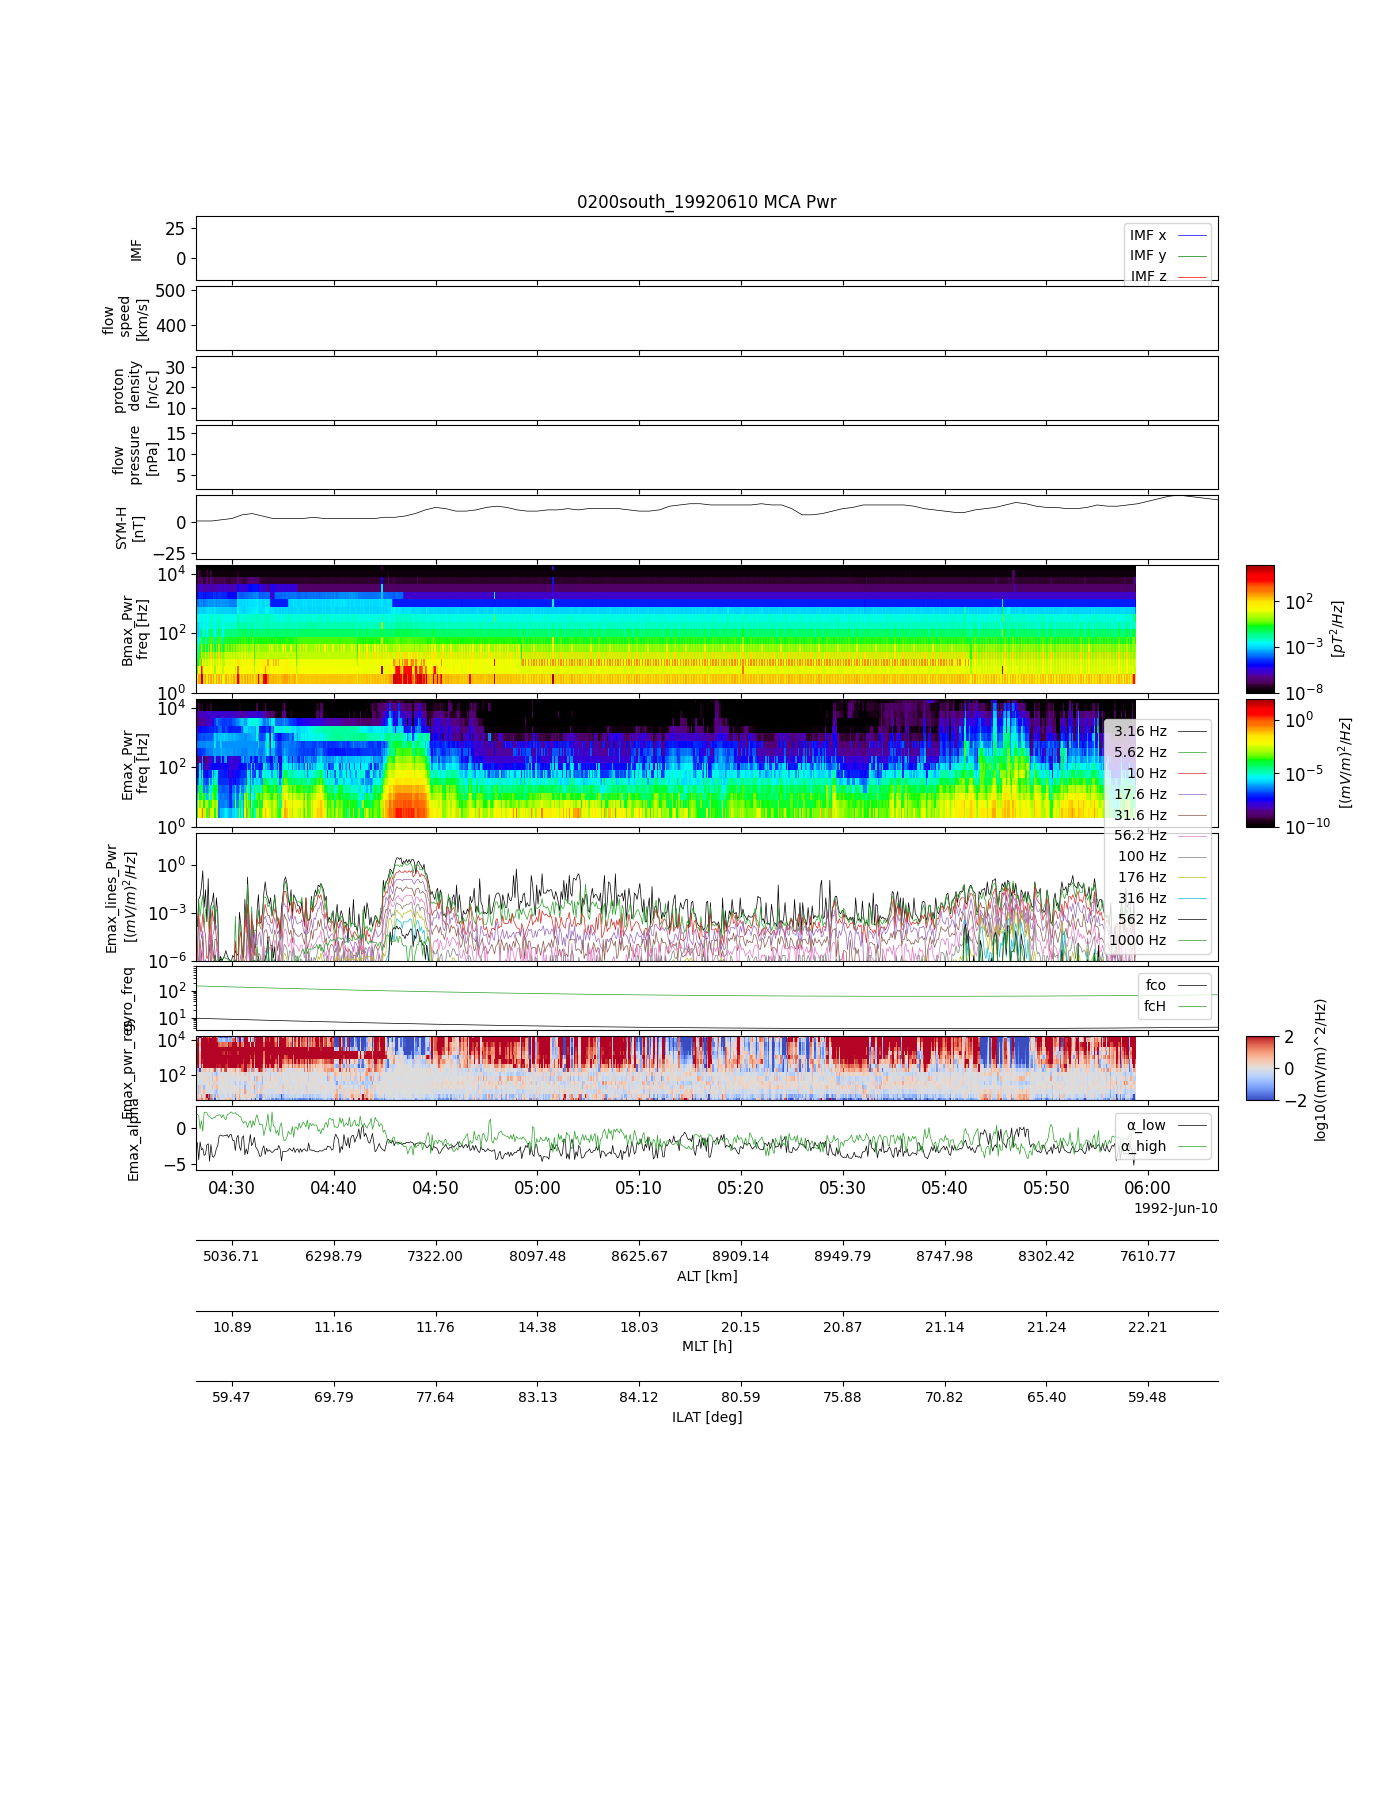 0200south_19920610 MCA Pwr
IMF
25
0
IMF x
IMF y
IMF z
flow
speed
[km/s]
500
400
proton
density
[n/cc]
30
20
10
flow
pressure
[nPa]
15
10
5
SYM-H
[nT]
0
−25
Bmax_Pwr
freq [Hz]
10^4
10^2
10^0
10^2
10^−3
10^−8
[pT^2/Hz]
Emax_Pwr
freq [Hz]
10^4
10^2
10^0
10^0
10^−5
10^−10
[(mV/m)^2/Hz]
3.16 Hz
5.62 Hz
10 Hz
17.6 Hz
31.6 Hz
56.2 Hz
100 Hz
176 Hz
316 Hz
562 Hz
1000 Hz
Emax_lines_Pwr
[(mV/m)^2/Hz]
10^0
10^−3
10^−6
gyro_freq
10^2
10^1
fco
fcH
Emax_pwr_reg
10^4
10^2
2
0
−2
log10((mV/m)^2/Hz)
Emax_alpha
0
−5
α_low
α_high
04:30 04:40 04:50 05:00 05:10 05:20 05:30 05:40 05:50 06:00
1992-Jun-10
5036.71 6298.79 7322.00 8097.48 8625.67 8909.14 8949.79 8747.98 8302.42 7610.77
ALT [km]
10.89 11.16 11.76 14.38 18.03 20.15 20.87 21.14 21.24 22.21
MLT [h]
59.47 69.79 77.64 83.13 84.12 80.59 75.88 70.82 65.40 59.48
ILAT [deg]